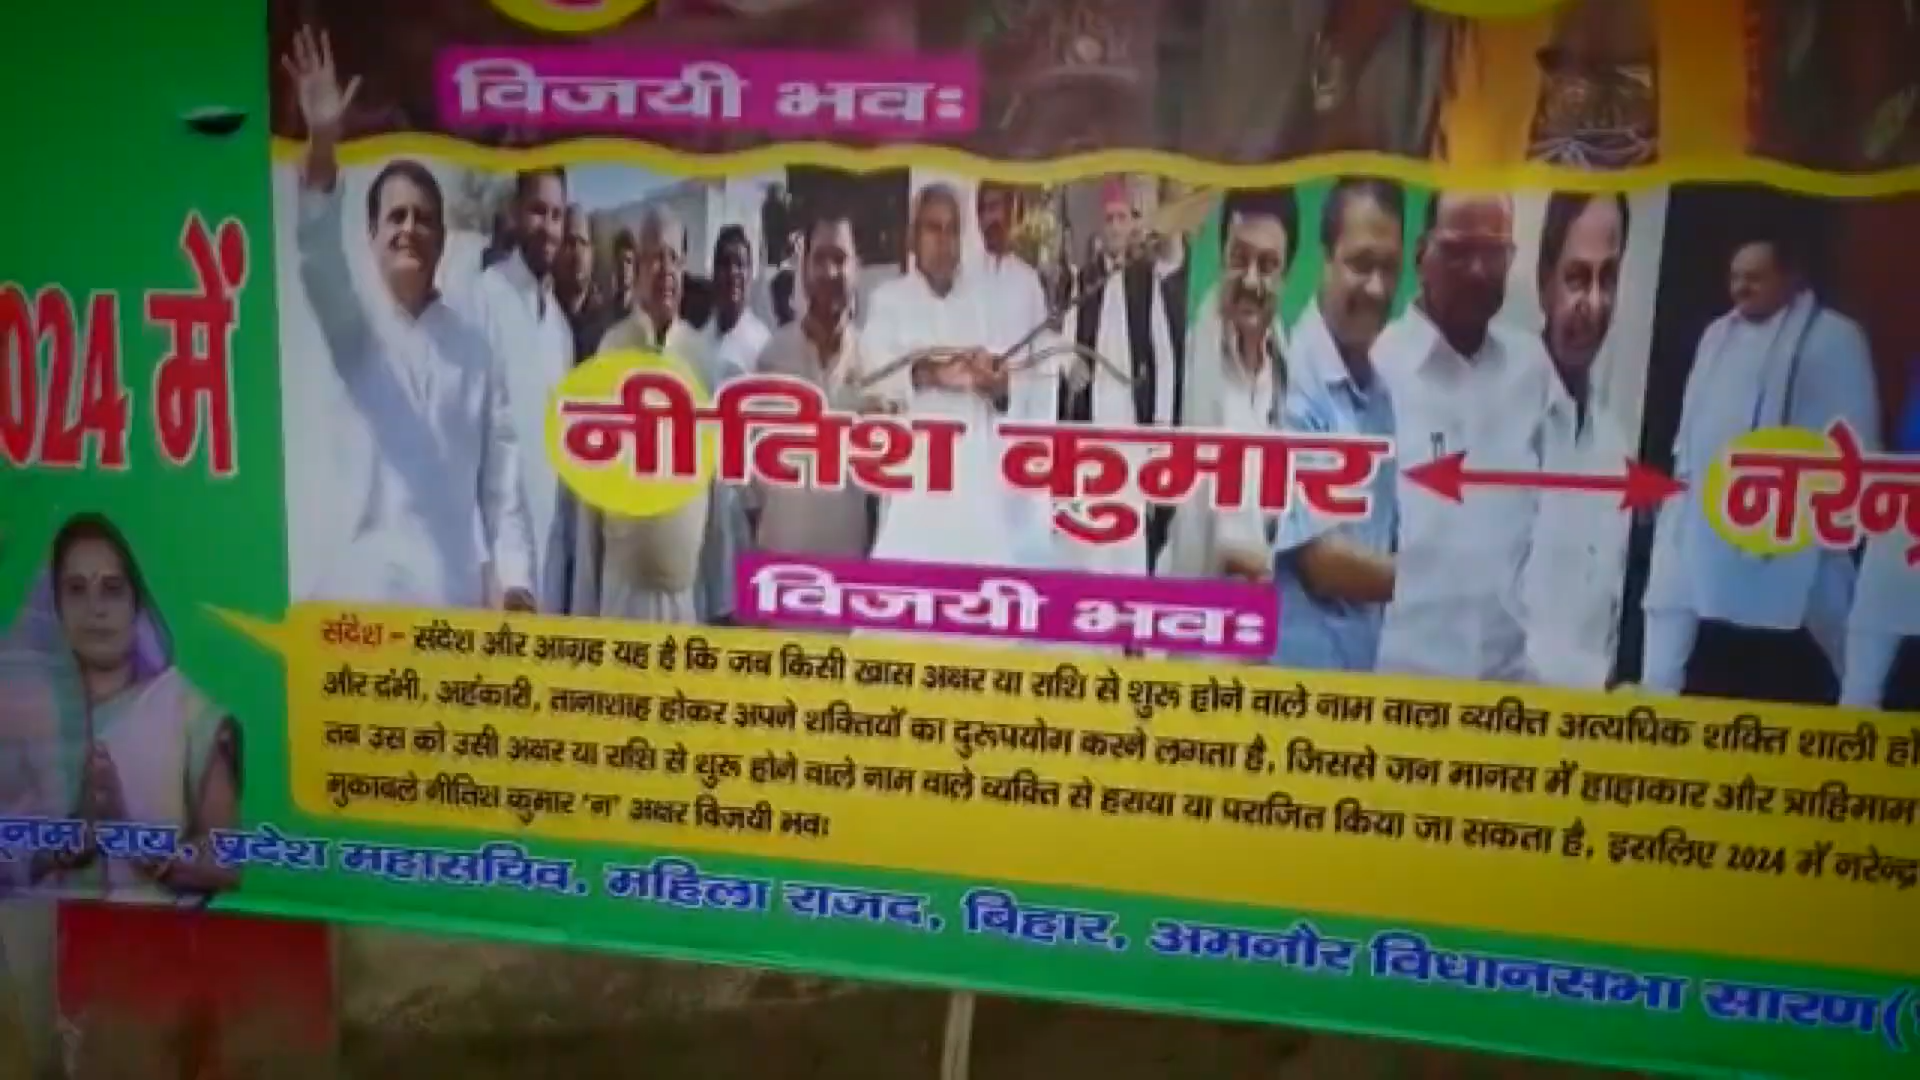 विजयी भवः
2024 में
नीतिश कुमार
नरेन्द्र
विजयी भवः
संदेश - संदेश और आग्रह यह है कि जब किसी खास अक्षर या राशि से शुरू होने वाले नाम वाला व्यक्ति अत्यधिक शक्ति शाली हो
और दंभी, अहंकारी, तानाशाह होकर अपने शक्तियों का दुरूपयोग करने लगता है, जिससे जन मानस में हाहाकार और त्राहिमाम
तब उस को उसी अक्षर या राशि से शुरू होने वाले नाम वाले व्यक्ति से हराया या पराजित किया जा सकता है, इसलिए 2024 में नरेन्द्र
मुकाबले नीतिश कुमार 'न' अक्षर विजयी भवः
नम राय, प्रदेश महासचिव, महिला राजद, बिहार, अमनौर विधानसभा सारण(